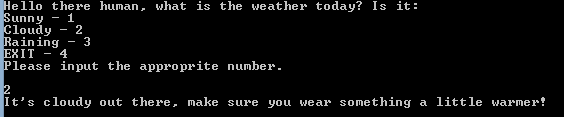 Hello there human, what is the weather today? Is it:
Sunny - 1
Cloudy - 2
Raining - 3
EXIT - 4
Please input the approprite number.
2
It's cloudy out there, make sure you wear something a little warmer!